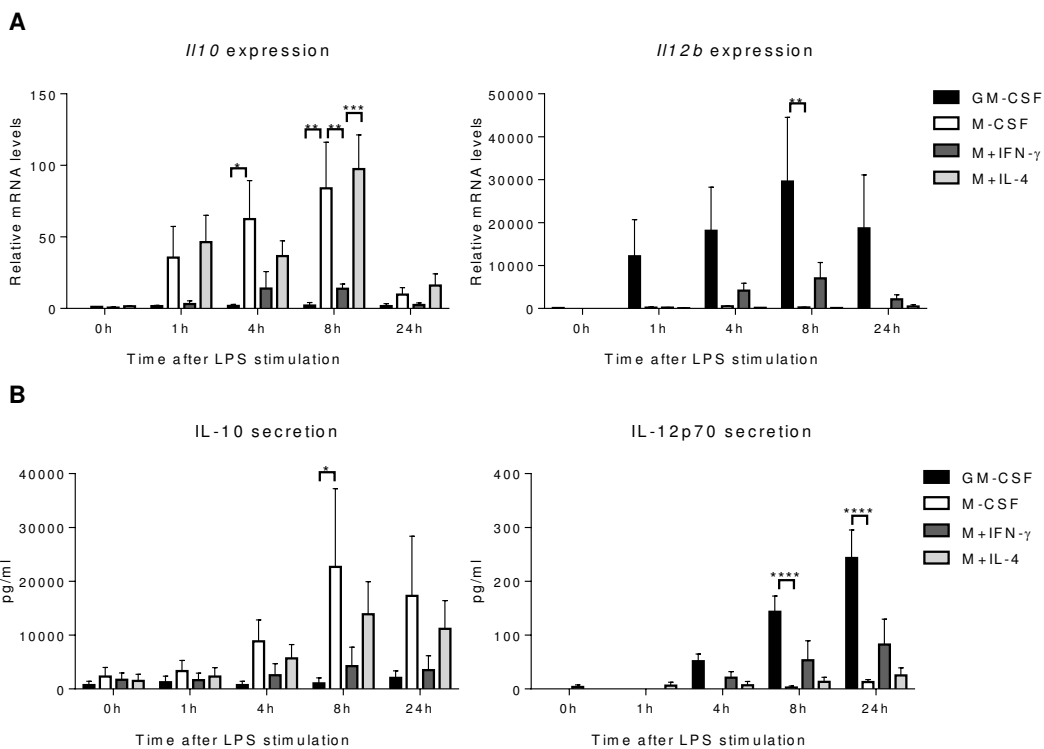 A
Il10 expression
Il12b expression
Relative mRNA levels
150
100
50
0
*
**
**
***
0h
1h
4h
8h
24h
Time after LPS stimulation
Relative mRNA levels
50000
40000
30000
20000
10000
0
**
0h
1h
4h
8h
24h
Time after LPS stimulation
GM-CSF
M-CSF
M+IFN-γ
M+IL-4
B
IL-10 secretion
IL-12p70 secretion
pg/ml
40000
30000
20000
10000
0
*
0h
1h
4h
8h
24h
Time after LPS stimulation
pg/ml
400
300
200
100
0
****
****
0h
1h
4h
8h
24h
Time after LPS stimulation
GM-CSF
M-CSF
M+IFN-γ
M+IL-4